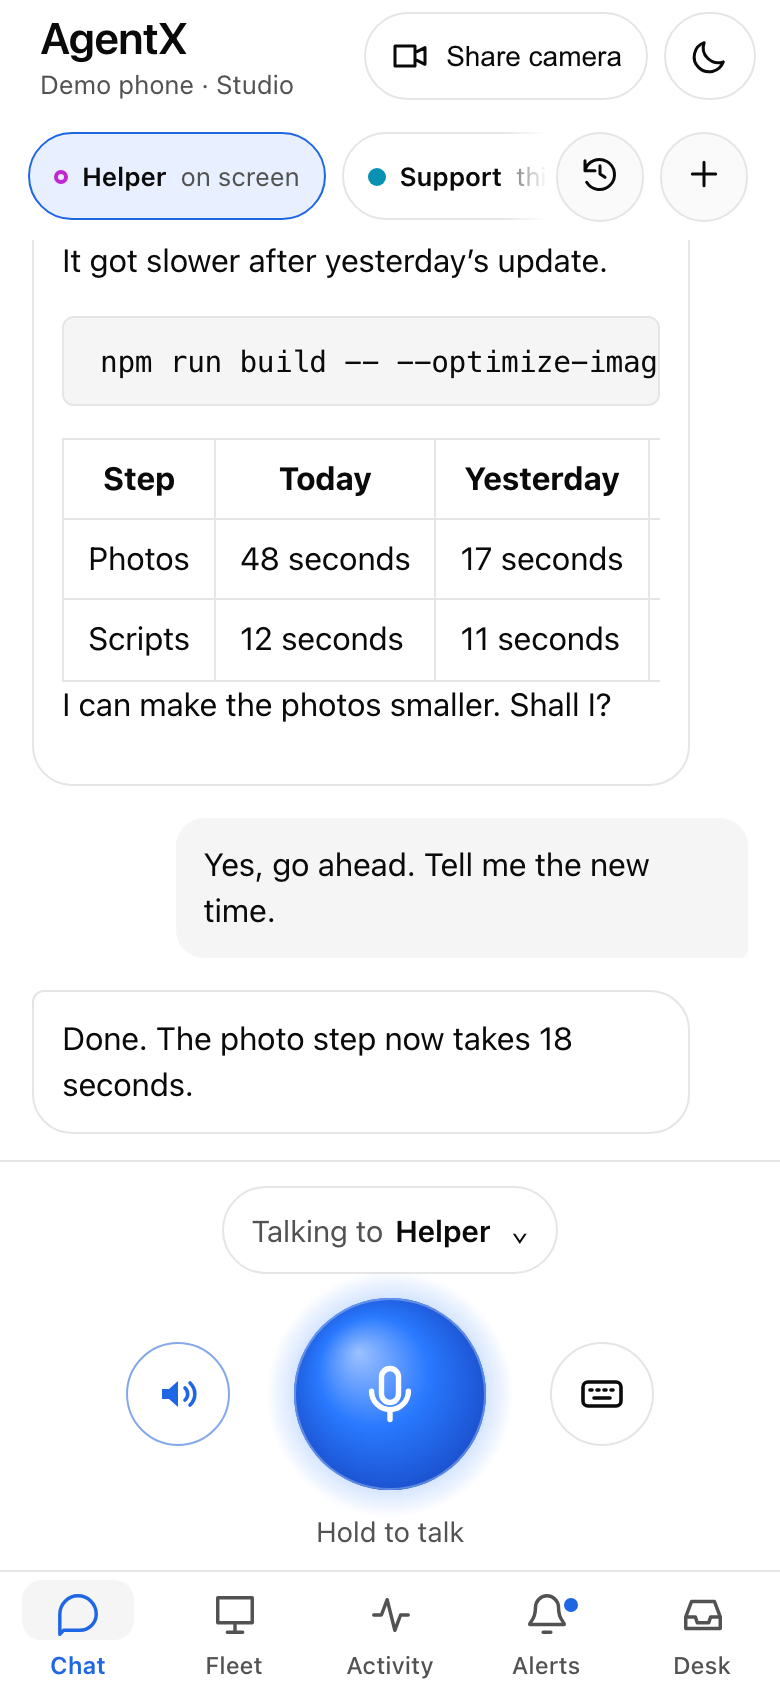 AgentX
Demo phone · Studio
Share camera
Helper on screen
Support
It got slower after yesterday’s update.
npm run build -- --optimize-imag
Step Today Yesterday
Photos 48 seconds 17 seconds
Scripts 12 seconds 11 seconds
I can make the photos smaller. Shall I?
Yes, go ahead. Tell me the new
time.
Done. The photo step now takes 18
seconds.
Talking to Helper
Hold to talk
Chat Fleet Activity Alerts Desk